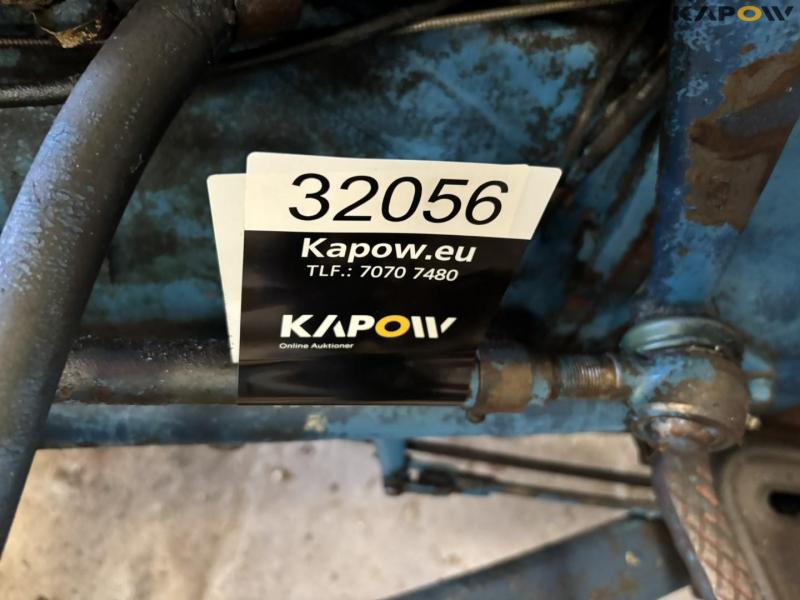 KAPOW
32056
Kapow.eu
TLF.: 7070 7480
KAPOW
Online Auktioner